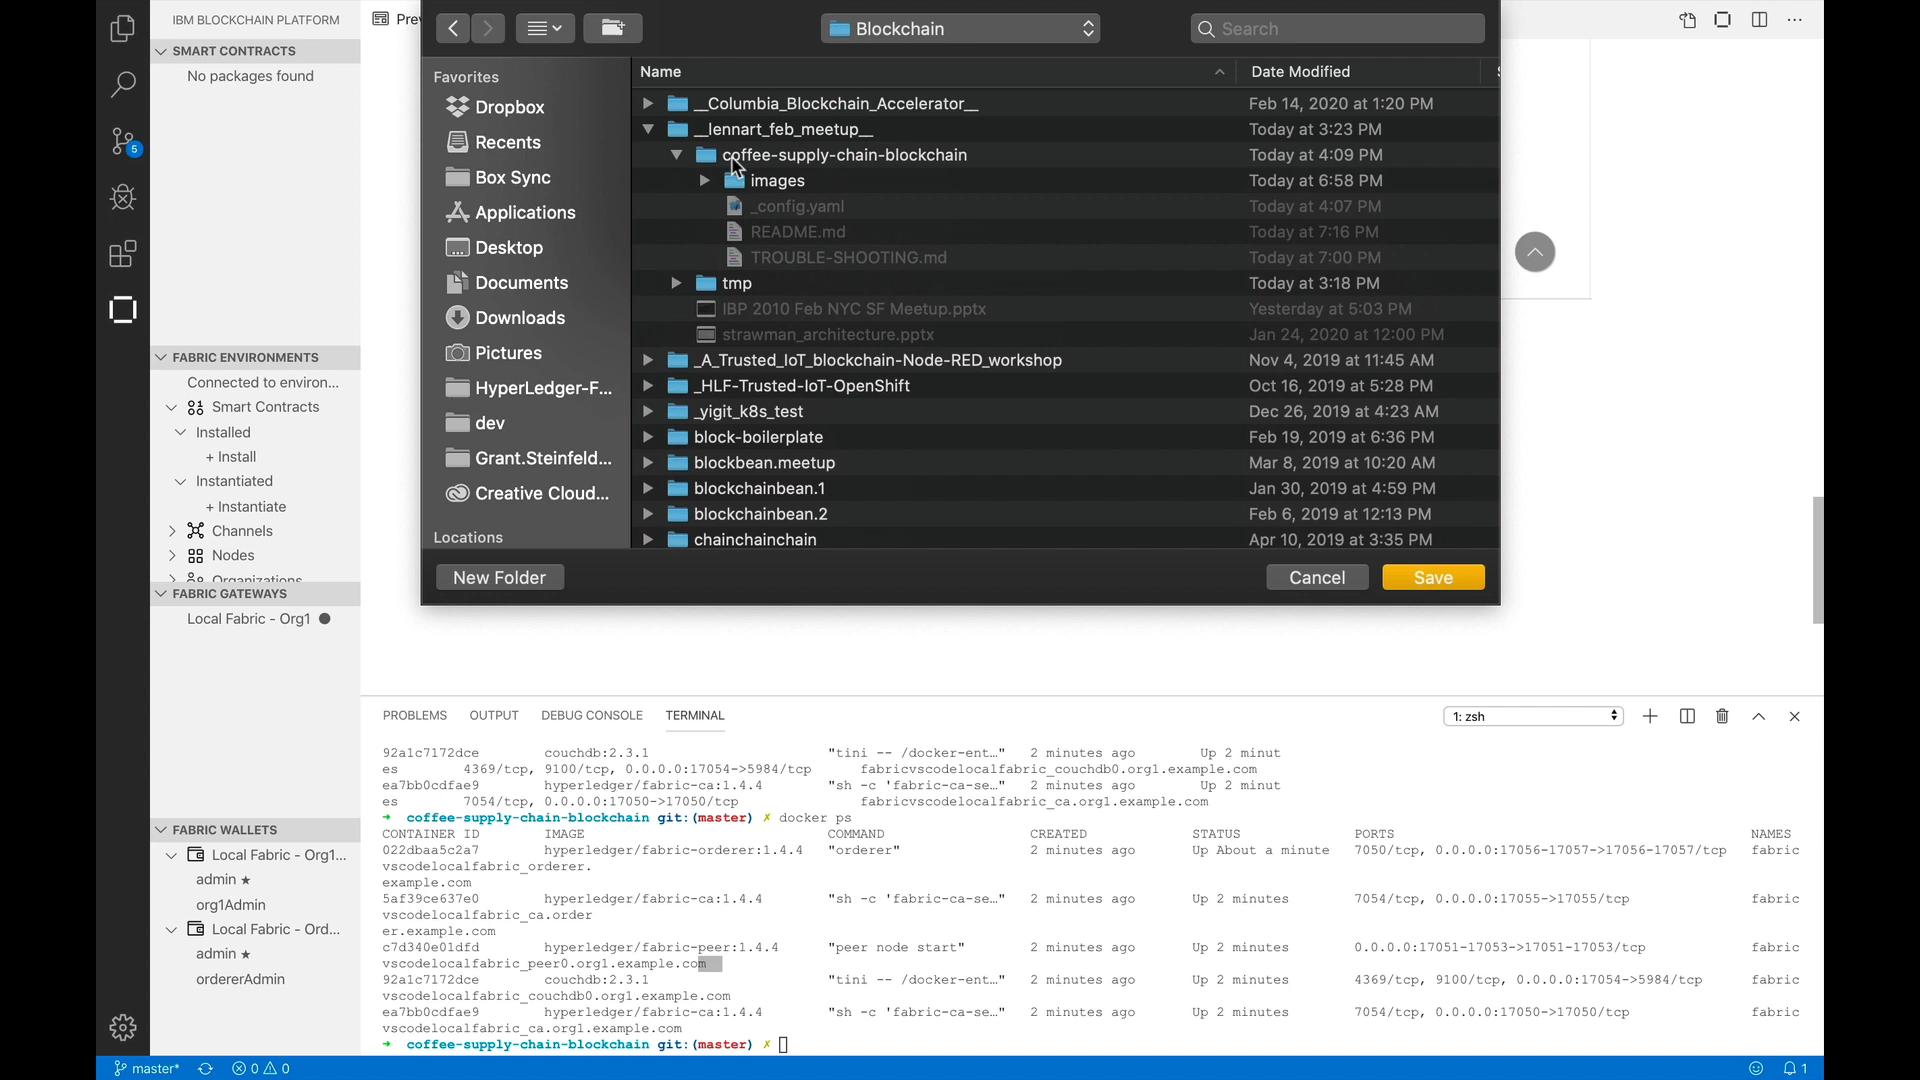 IBM BLOCKCHAIN PLATFORM
SMART CONTRACTS
No packages found
FABRIC ENVIRONMENTS
Connected to environ...
Smart Contracts
Installed
+ Install
Instantiated
+ Instantiate
Channels
Nodes
Organizations
FABRIC GATEWAYS
Local Fabric - Org1
FABRIC WALLETS
Local Fabric - Org1...
admin ★
org1Admin
Local Fabric - Ord...
admin ★
ordererAdmin
5
Blockchain
Search
Favorites
Dropbox
Recents
Box Sync
Applications
Desktop
Documents
Downloads
Pictures
HyperLedger-F...
dev
Grant.Steinfeld...
Creative Cloud...
Locations
Name Date Modified
__Columbia_Blockchain_Accelerator__ Feb 14, 2020 at 1:20 PM
__lennart_feb_meetup__ Today at 3:23 PM
coffee-supply-chain-blockchain Today at 4:09 PM
images Today at 6:58 PM
_config.yaml Today at 4:07 PM
README.md Today at 7:16 PM
TROUBLE-SHOOTING.md Today at 7:00 PM
tmp Today at 3:18 PM
IBP 2010 Feb NYC SF Meetup.pptx Yesterday at 5:03 PM
strawman_architecture.pptx Jan 24, 2020 at 12:00 PM
_A_Trusted_IoT_blockchain-Node-RED_workshop Nov 4, 2019 at 11:45 AM
_HLF-Trusted-IoT-OpenShift Oct 16, 2019 at 5:28 PM
_yigit_k8s_test Dec 26, 2019 at 4:23 AM
block-boilerplate Feb 19, 2019 at 6:36 PM
blockbean.meetup Mar 8, 2019 at 10:20 AM
blockchainbean.1 Jan 30, 2019 at 4:59 PM
blockchainbean.2 Feb 6, 2019 at 12:13 PM
chainchainchain Apr 10, 2019 at 3:35 PM
New Folder Cancel Save
PROBLEMS OUTPUT DEBUG CONSOLE TERMINAL 1: zsh
92a1c7172dce couchdb:2.3.1 "tini -- /docker-ent…" 2 minutes ago Up 2 minut
es 4369/tcp, 9100/tcp, 0.0.0.0:17054->5984/tcp fabricvscodelocalfabric_couchdb0.org1.example.com
ea7bb0cdfae9 hyperledger/fabric-ca:1.4.4 "sh -c 'fabric-ca-se…" 2 minutes ago Up 2 minut
es 7054/tcp, 0.0.0.0:17050->17050/tcp fabricvscodelocalfabric_ca.org1.example.com
➜ coffee-supply-chain-blockchain git:(master) ✗ docker ps
CONTAINER ID IMAGE COMMAND CREATED STATUS PORTS NAMES
022dbaa5c2a7 hyperledger/fabric-orderer:1.4.4 "orderer" 2 minutes ago Up About a minute 7050/tcp, 0.0.0.0:17056-17057->17056-17057/tcp fabric
vscodelocalfabric_orderer.
example.com
5af39ce637e0 hyperledger/fabric-ca:1.4.4 "sh -c 'fabric-ca-se…" 2 minutes ago Up 2 minutes 7054/tcp, 0.0.0.0:17055->17055/tcp fabric
vscodelocalfabric_ca.order
er.example.com
c7d340e01dfd hyperledger/fabric-peer:1.4.4 "peer node start" 2 minutes ago Up 2 minutes 0.0.0.0:17051-17053->17051-17053/tcp fabric
vscodelocalfabric_peer0.org1.example.com
92a1c7172dce couchdb:2.3.1 "tini -- /docker-ent…" 2 minutes ago Up 2 minutes 4369/tcp, 9100/tcp, 0.0.0.0:17054->5984/tcp fabric
vscodelocalfabric_couchdb0.org1.example.com
ea7bb0cdfae9 hyperledger/fabric-ca:1.4.4 "sh -c 'fabric-ca-se…" 2 minutes ago Up 2 minutes 7054/tcp, 0.0.0.0:17050->17050/tcp fabric
vscodelocalfabric_ca.org1.example.com
➜ coffee-supply-chain-blockchain git:(master) ✗
master* 0 0 1